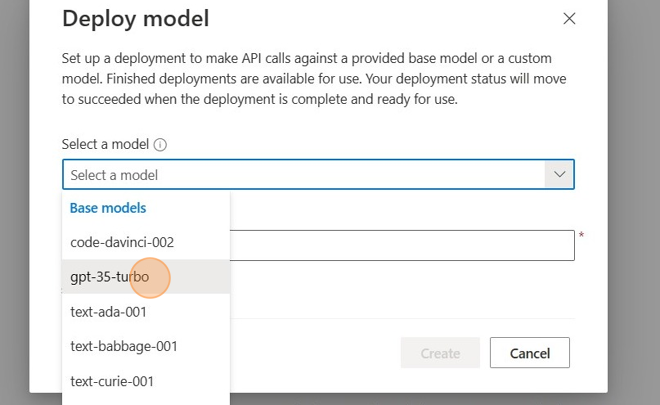 Deploy model
Set up a deployment to make API calls against a provided base model or a custom
model. Finished deployments are available for use. Your deployment status will move
to succeeded when the deployment is complete and ready for use.
Select a model
Select a model
Base models
code-davinci-002
*
gpt-35-turbo
text-ada-001
text-babbage-001
text-curie-001
Create
Cancel